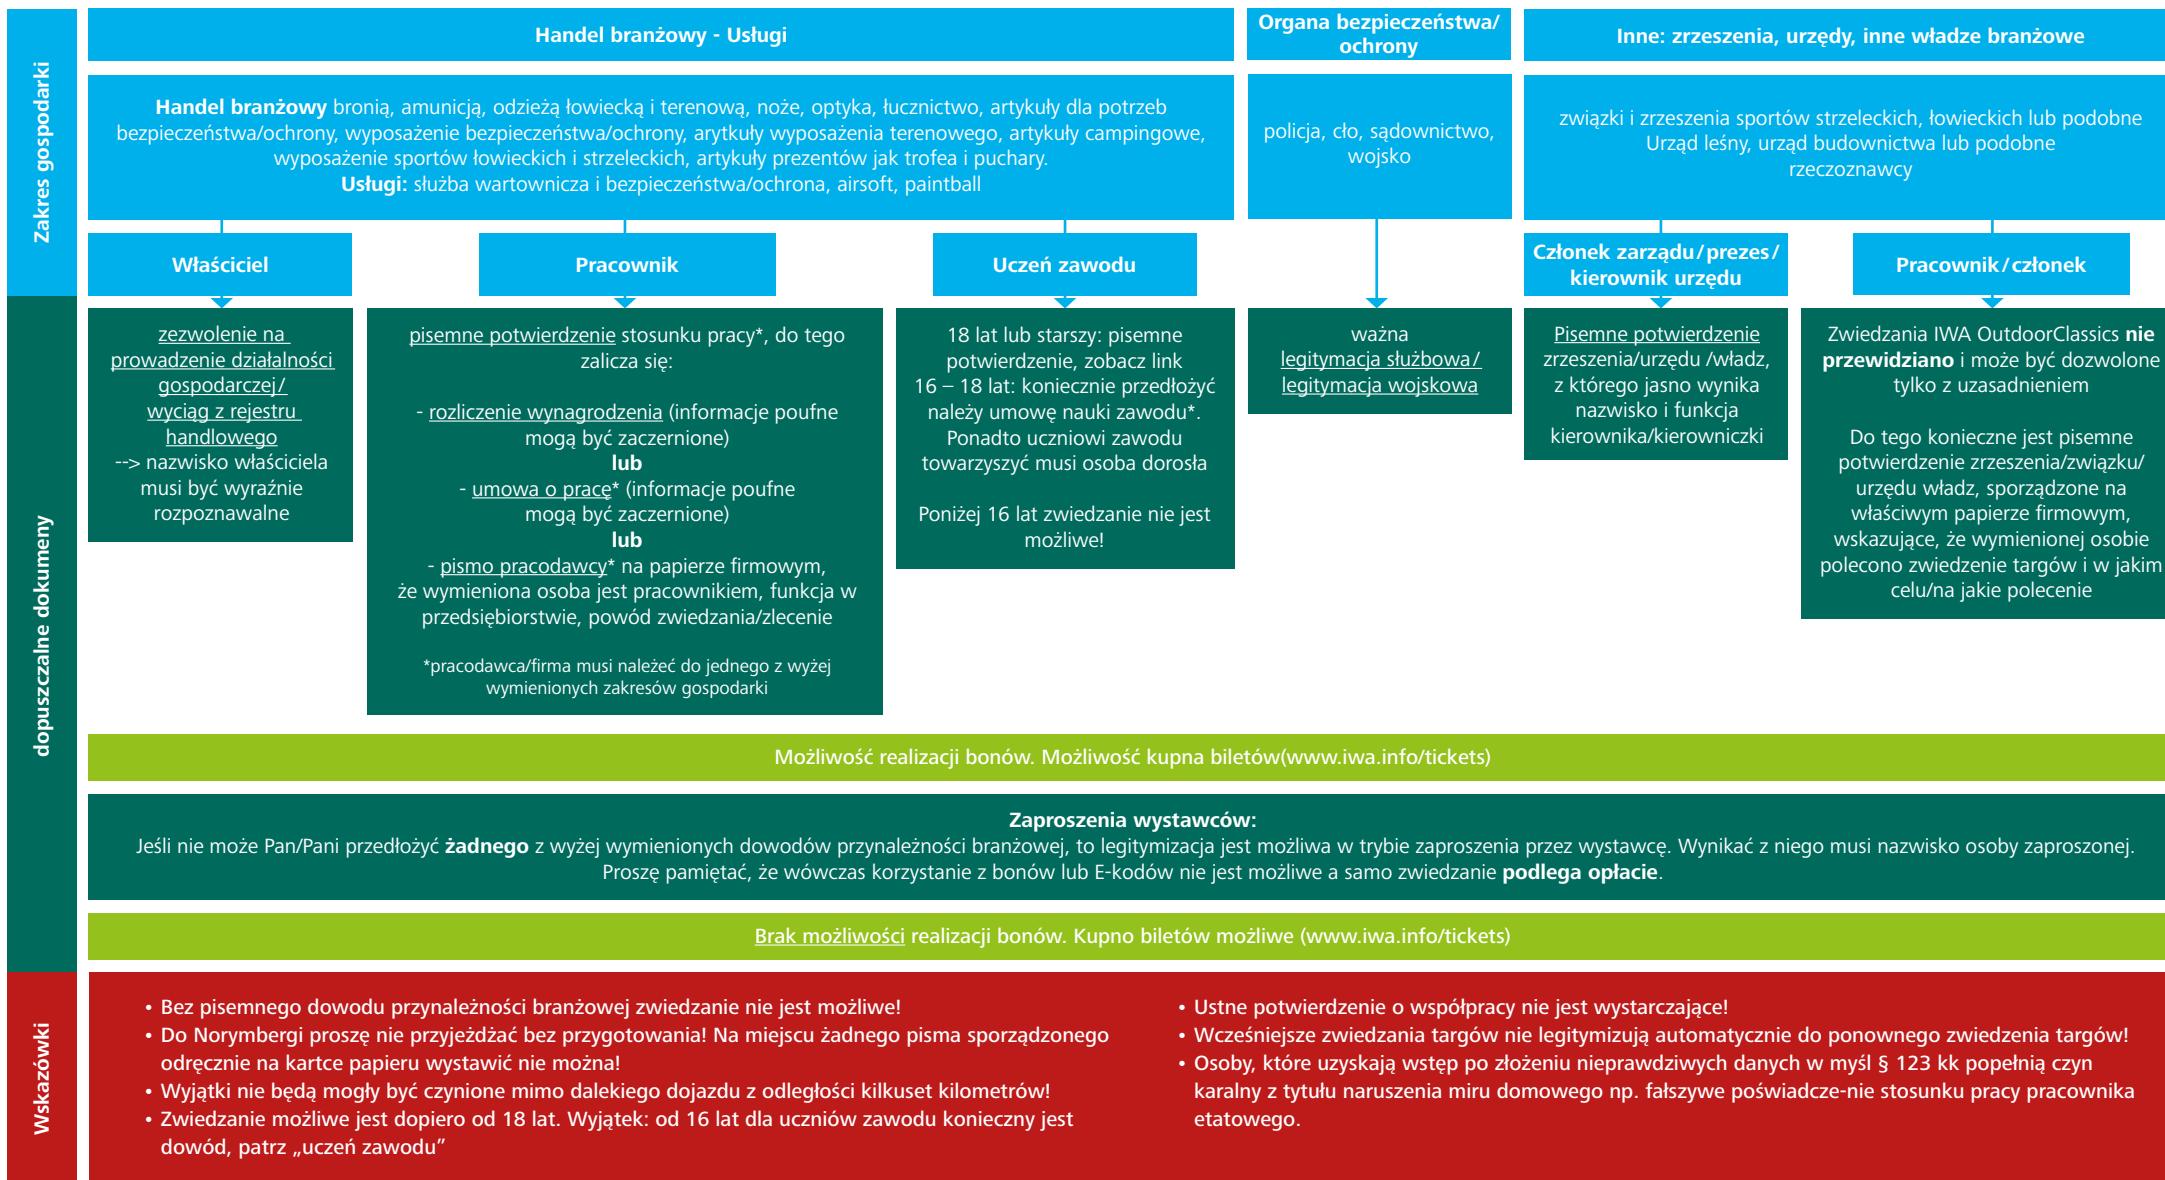 Zakres gospodarki
Handel branżowy - Usługi
Handel branżowy bronią, amunicją, odzieżą łowiecką i terenową, noże, optyka, łucznictwo, artykuły dla potrzeb
bezpieczeństwa/ochrony, wyposażenie bezpieczeństwa/ochrony, arytkuły wyposażenia terenowego, artykuły campingowe,
wyposażenie sportów łowieckich i strzeleckich, artykuły prezentów jak trofea i puchary.
Usługi: służba wartownicza i bezpieczeństwa/ochrona, airsoft, paintball
Organa bezpieczeństwa/
ochrony
policja, cło, sądownictwo,
wojsko
Inne: zrzeszenia, urzędy, inne władze branżowe
związki i zrzeszenia sportów strzeleckich, łowieckich lub podobne
Urząd leśny, urząd budownictwa lub podobne
rzeczoznawcy
Właściciel
Pracownik
Uczeń zawodu
Członek zarządu/prezes/
kierownik urzędu
Pracownik/członek
dopuszczalne dokumeny
zezwolenie na
prowadzenie działalności
gospodarczej/
wyciąg z rejestru
handlowego
--> nazwisko właściciela
musi być wyraźnie
rozpoznawalne
pisemne potwierdzenie stosunku pracy*, do tego
zalicza się:
- rozliczenie wynagrodzenia (informacje poufne
mogą być zaczernione)
lub
- umowa o pracę* (informacje poufne
mogą być zaczernione)
lub
- pismo pracodawcy* na papierze firmowym,
że wymieniona osoba jest pracownikiem, funkcja w
przedsiębiorstwie, powód zwiedzania/zlecenie
*pracodawca/firma musi należeć do jednego z wyżej
wymienionych zakresów gospodarki
18 lat lub starszy: pisemne
potwierdzenie, zobacz link
16 – 18 lat: koniecznie przedłożyć
należy umowę nauki zawodu*.
Ponadto uczniowi zawodu
towarzyszyć musi osoba dorosła
Poniżej 16 lat zwiedzanie nie jest
możliwe!
ważna
legitymacja służbowa/
legitymacja wojskowa
Pisemne potwierdzenie
zrzeszenia/urzędu /władz,
z którego jasno wynika
nazwisko i funkcja
kierownika/kierowniczki
Zwiedzania IWA OutdoorClassics nie
przewidziano i może być dozwolone
tylko z uzasadnieniem
Do tego konieczne jest pisemne
potwierdzenie zrzeszenia/związku/
urzędu władz, sporządzone na
właściwym papierze firmowym,
wskazujące, że wymienionej osobie
polecono zwiedzenie targów i w jakim
celu/na jakie polecenie
Możliwość realizacji bonów. Możliwość kupna biletów(www.iwa.info/tickets)
Zaproszenia wystawców:
Jeśli nie może Pan/Pani przedłożyć żadnego z wyżej wymienionych dowodów przynależności branżowej, to legitymizacja jest możliwa w trybie zaproszenia przez wystawcę. Wynikać z niego musi nazwisko osoby zaproszonej.
Proszę pamiętać, że wówczas korzystanie z bonów lub E-kodów nie jest możliwe a samo zwiedzanie podlega opłacie.
Brak możliwości realizacji bonów. Kupno biletów możliwe (www.iwa.info/tickets)
Wskazówki
• Bez pisemnego dowodu przynależności branżowej zwiedzanie nie jest możliwe!
• Do Norymbergi proszę nie przyjeżdżać bez przygotowania! Na miejscu żadnego pisma sporządzonego
odręcznie na kartce papieru wystawić nie można!
• Wyjątki nie będą mogły być czynione mimo dalekiego dojazdu z odległości kilkuset kilometrów!
• Zwiedzanie możliwe jest dopiero od 18 lat. Wyjątek: od 16 lat dla uczniów zawodu konieczny jest
dowód, patrz „uczeń zawodu”
• Ustne potwierdzenie o współpracy nie jest wystarczające!
• Wcześniejsze zwiedzania targów nie legitymizują automatycznie do ponownego zwiedzenia targów!
• Osoby, które uzyskają wstęp po złożeniu nieprawdziwych danych w myśl § 123 kk popełnią czyn
karalny z tytułu naruszenia miru domowego np. fałszywe poświadcze-nie stosunku pracy pracownika
etatowego.